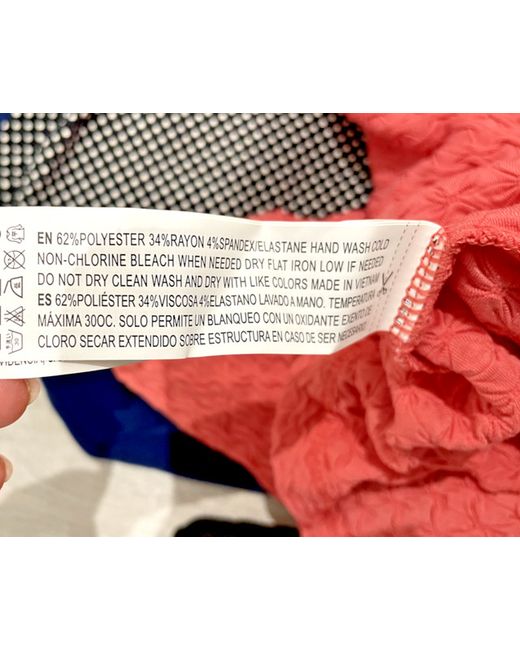 EN 62%POLYESTER 34%RAYON 4%SPANDEX/ELASTANE HAND WASH COLD
NON-CHLORINE BLEACH WHEN NEEDED DRY FLAT IRON LOW IF NEEDED
DO NOT DRY CLEAN WASH AND DRY WITH LIKE COLORS MADE IN VIETNAM
ES 62%POLIÉSTER 34%VISCOSA 4%ELASTANO LAVADO A MANO. TEMPERATURA
MÁXIMA 30OC. SOLO PERMITE UN BLANQUEO CON UN OXIDANTE EXENTO DE
CLORO SECAR EXTENDIDO SOBRE ESTRUCTURA EN CASO DE SER NECESARIO